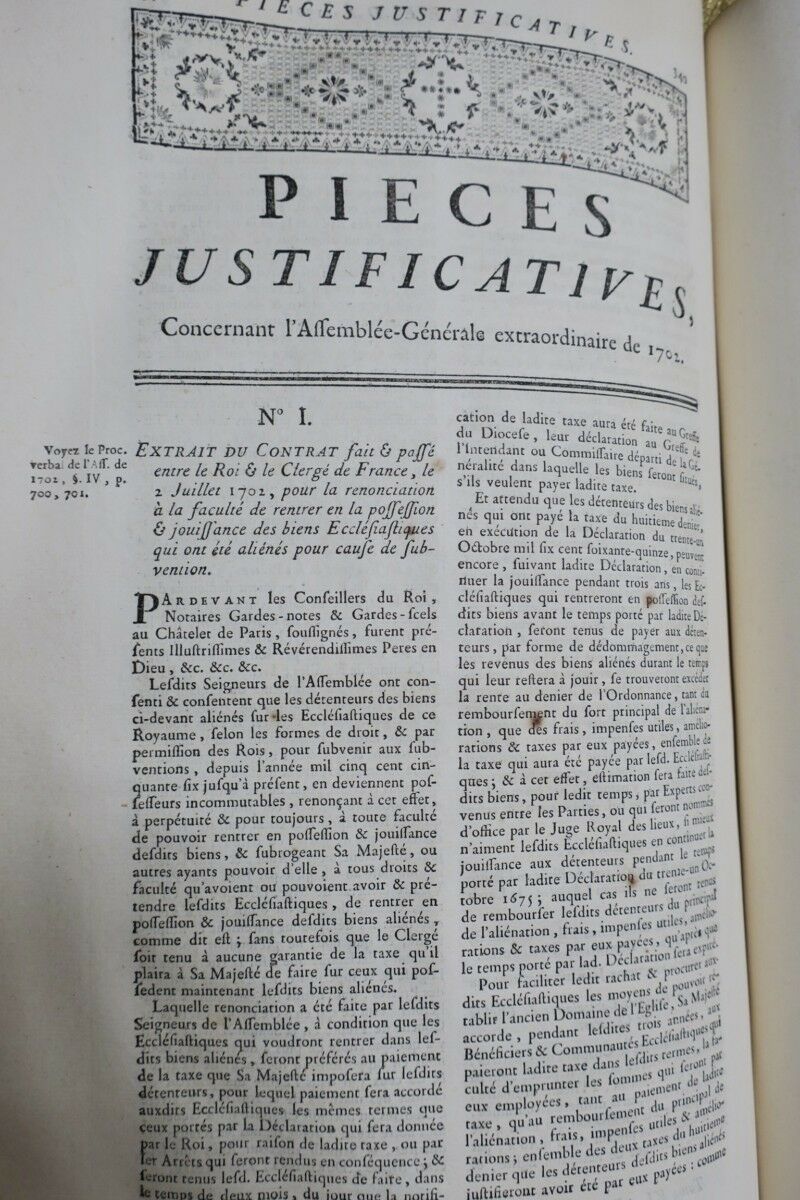 PIECES JUSTIFICATIVES.
PIECES
JUSTIFICATIVES,
Concernant l'Aſſemblée-Générale extraordinaire de 1702.
N° I.
Voyez le Proc.
verbal de l'Aſſ. de
1702, §. IV, p.
700, 701.
EXTRAIT DU CONTRAT fait & paſſé
entre le Roi & le Clergé de France, le
2 Juillet 1702, pour la renonciation
à la faculté de rentrer en la poſſeſſion
& jouiſſance des biens Eccléſiaſtiques
qui ont été aliénés pour cauſe de ſub-
vention.
PARDEVANT les Conſeillers du Roi,
Notaires Gardes-notes & Gardes-ſcels
au Châtelet de Paris, ſouſſignés, furent pré-
ſents Illuſtriſſimes & Révérendiſſimes Peres en
Dieu, &c. &c. &c.
Leſdits Seigneurs de l'Aſſemblée ont con-
ſenti & conſentent que les détenteurs des biens
ci-devant aliénés ſur les Eccléſiaſtiques de ce
Royaume, ſelon les formes de droit, & par
permiſſion des Rois, pour ſubvenir aux ſub-
ventions, depuis l'année mil cinq cent cin-
quante ſix juſqu'à préſent, en deviennent poſ-
ſeſſeurs incommutables, renonçant à cet effet,
à perpétuité & pour toujours, à toute faculté
de pouvoir rentrer en poſſeſſion & jouiſſance
deſdits biens, & ſubrogeant Sa Majeſté, ou
autres ayants pouvoir d'elle, à tous droits &
faculté qu'avoient ou pouvoient avoir & pré-
tendre leſdits Eccléſiaſtiques, de rentrer en
poſſeſſion & jouiſſance deſdits biens aliénés,
comme dit eſt; ſans toutefois que le Clergé
ſoit tenu à aucune garantie de la taxe qu'il
plaira à Sa Majeſté de faire ſur ceux qui poſ-
ſedent maintenant leſdits biens aliénés.
Laquelle renonciation a été faite par leſdits
Seigneurs de l'Aſſemblée, à condition que les
Eccléſiaſtiques qui voudront rentrer dans leſ-
dits biens aliénés, ſeront préférés au paiement
de la taxe que Sa Majeſté impoſera ſur leſdits
détenteurs, pour lequel paiement ſera accordé
auxdits Eccléſiaſtiques les mêmes termes que
ceux portés par la Déclaration qui ſera donnée
par le Roi, pour raiſon de ladite taxe, ou par
les Arrêts qui ſeront rendus en conſéquence; &
ſeront tenus leſd. Eccléſiaſtiques de faire, dans
le temps de deux mois, du jour que la notifi-
cation de ladite taxe aura été faite au Greffe
du Dioceſe, leur déclaration au Greffe de
l'Intendant ou Commiſſaire départi de la Gé-
néralité dans laquelle les biens ſeront ſitués,
s'ils veulent payer ladite taxe.
Et attendu que les détenteurs des biens alié-
nés qui ont payé la taxe du huitieme denier,
en exécution de la Déclaration du trente-un
Octobre mil ſix cent ſoixante-quinze, peuvent
encore, ſuivant ladite Déclaration, en conti-
nuer la jouiſſance pendant trois ans, les Ec-
cléſiaſtiques qui rentreront en poſſeſſion deſ-
dits biens avant le temps porté par ladite Dé-
claration, ſeront tenus de payer aux déten-
teurs, par forme de dédommagement, ce que
les revenus des biens aliénés durant le temps
qui leur reſtera à jouir, ſe trouveront excéder
la rente au denier de l'Ordonnance, tant du
rembourſement du ſort principal de l'aliéna-
tion, que des frais, impenſes utiles, amélio-
rations & taxes par eux payées, enſemble de
la taxe qui aura été payée par leſd. Eccléſiaſti-
ques; & à cet effet, eſtimation ſera faite deſ-
dits biens, pour ledit temps, par Experts con-
venus entre les Parties, ou qui ſeront nommés
d'office par le Juge Royal des lieux, ſi mieux
n'aiment leſdits Eccléſiaſtiques en continuer la
jouiſſance aux détenteurs pendant le temps
porté par ladite Déclaration du trente-un Oc-
tobre 1675; auquel cas ils ne ſeront tenus
de rembourſer leſdits détenteurs du principal
de l'aliénation, frais, impenſes utiles, amélio-
rations & taxes par eux payées, qu'après que
le temps porté par lad. Déclaration ſera expiré.
Pour faciliter ledit rachat & procurer aux-
dits Eccléſiaſtiques les moyens de pouvoir ré-
tablir l'ancien Domaine de l'Egliſe, Sa Majeſté
accorde, pendant leſdites trois années, aux
Bénéficiers & Communautés Eccléſiaſtiques qui
paieront ladite taxe dans leſdits termes, la fa-
culté d'emprunter les ſommes qui ſeront par
eux employées, tant au paiement de ladite
taxe, qu'au rembourſement du principal de
l'aliénation, frais, impenſes utiles & amélio-
rations; enſemble des deux taxes du huitieme
denier que les détenteurs deſdits biens aliénés
juſtifieront avoir été par eux payées: comme